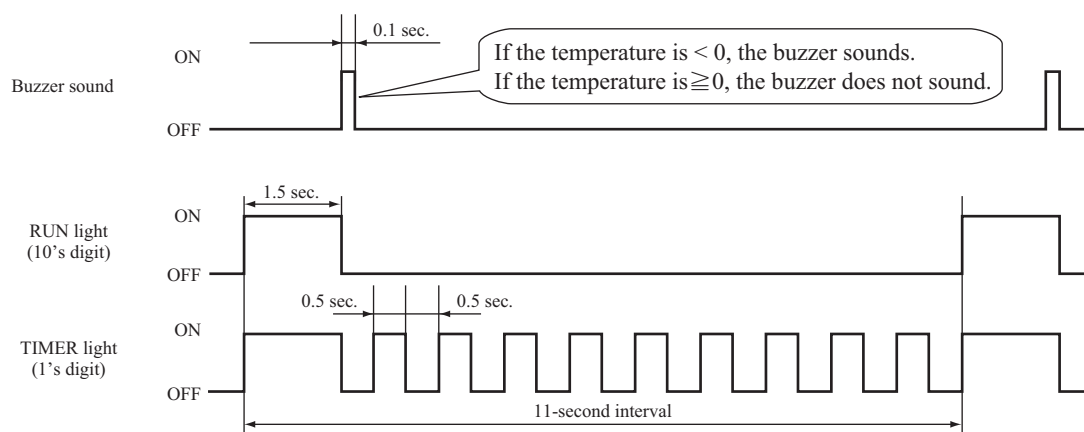 0.1 sec.
ON
If the temperature is < 0, the buzzer sounds.
If the temperature is≧0, the buzzer does not sound.
Buzzer sound
OFF
1.5 sec.
ON
RUN light
(10's digit)
OFF
0.5 sec.
0.5 sec.
ON
TIMER light
(1's digit)
OFF
11-second interval